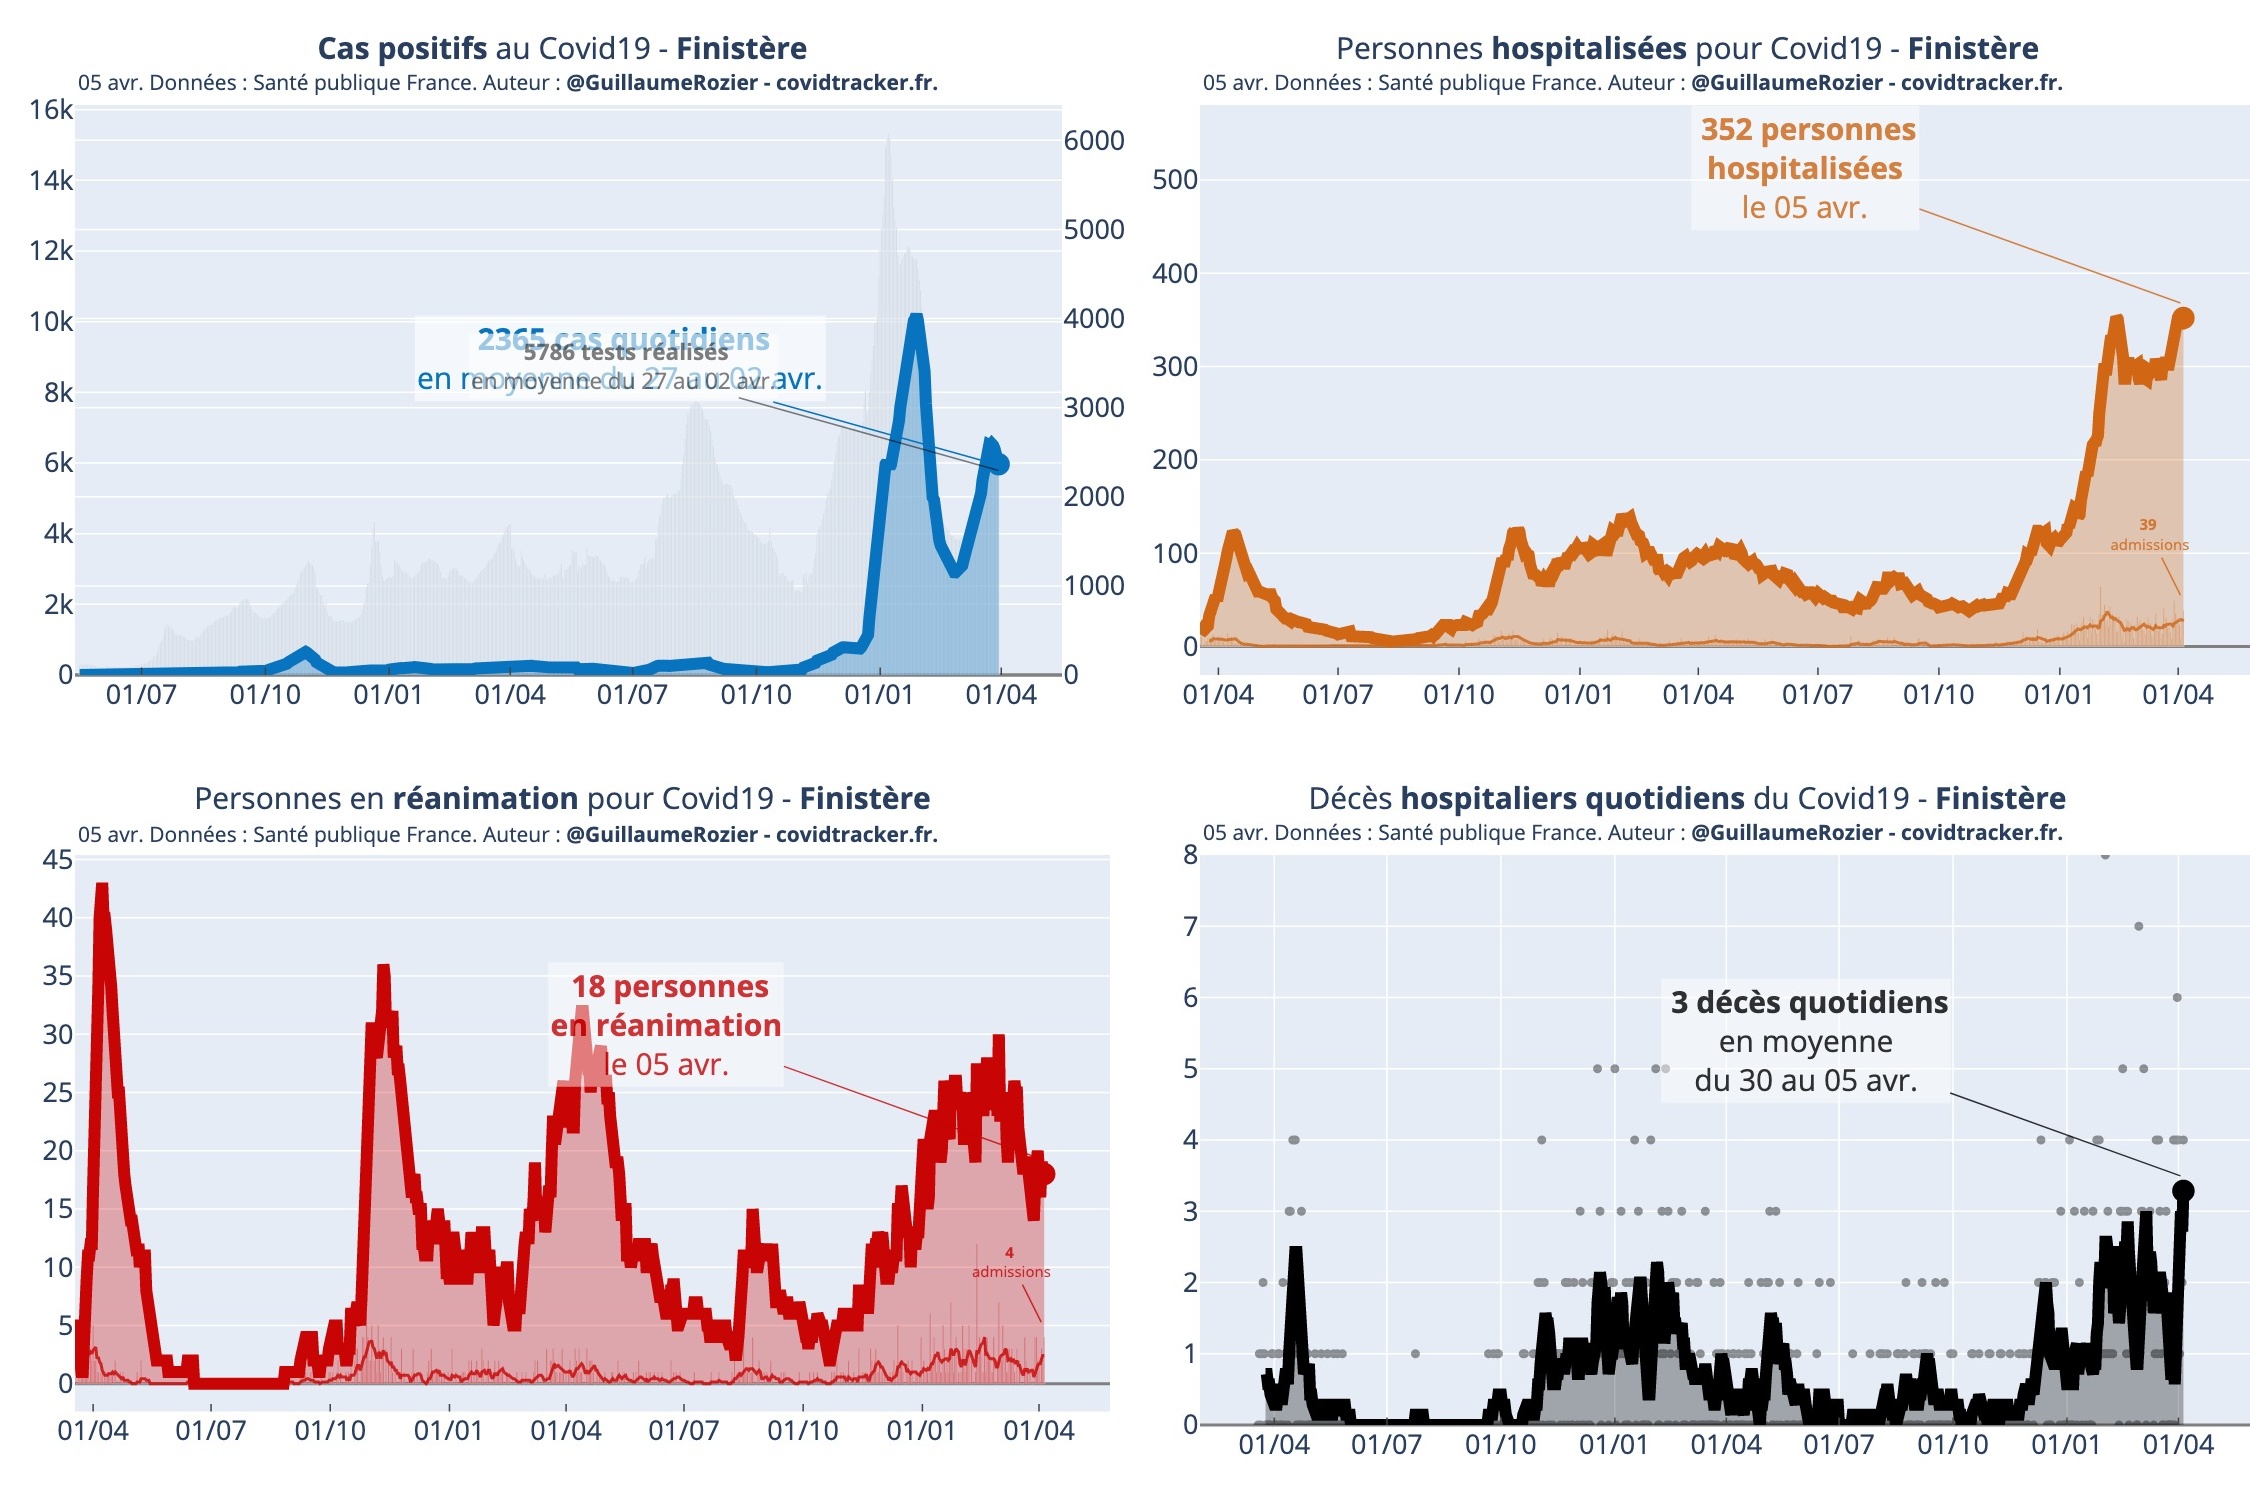 Cas positifs au Covid19 - Finistère
05 avr. Données : Santé publique France. Auteur : @GuillaumeRozier - covidtracker.fr.
16k
14k
12k
10k
8k
6k
4k
2k
0
6000
5000
4000
3000
2000
1000
0
2365 cas quotidiens
en moyenne du 27 au 02 avr.
5786 tests réalisés
en moyenne du 27 au 02 avr.
01/07 01/10 01/01 01/04 01/07 01/10 01/01 01/04
Personnes hospitalisées pour Covid19 - Finistère
05 avr. Données : Santé publique France. Auteur : @GuillaumeRozier - covidtracker.fr.
500
400
300
200
100
0
352 personnes
hospitalisées
le 05 avr.
39
admissions
01/04 01/07 01/10 01/01 01/04 01/07 01/10 01/01 01/04
Personnes en réanimation pour Covid19 - Finistère
05 avr. Données : Santé publique France. Auteur : @GuillaumeRozier - covidtracker.fr.
45
40
35
30
25
20
15
10
5
0
18 personnes
en réanimation
le 05 avr.
4
admissions
01/04 01/07 01/10 01/01 01/04 01/07 01/10 01/01 01/04
Décès hospitaliers quotidiens du Covid19 - Finistère
05 avr. Données : Santé publique France. Auteur : @GuillaumeRozier - covidtracker.fr.
8
7
6
5
4
3
2
1
0
3 décès quotidiens
en moyenne
du 30 au 05 avr.
01/04 01/07 01/10 01/01 01/04 01/07 01/10 01/01 01/04